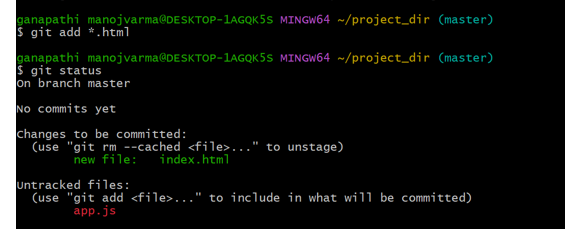 ganapathi manojvarma@DESKTOP-1AGQK5S MINGW64 ~/project_dir (master)
$ git add *.html
ganapathi manojvarma@DESKTOP-1AGQK5S MINGW64 ~/project_dir (master)
$ git status
On branch master
No commits yet
Changes to be committed:
(use "git rm --cached <file>..." to unstage)
new file: index.html
Untracked files:
(use "git add <file>..." to include in what will be committed)
app.js